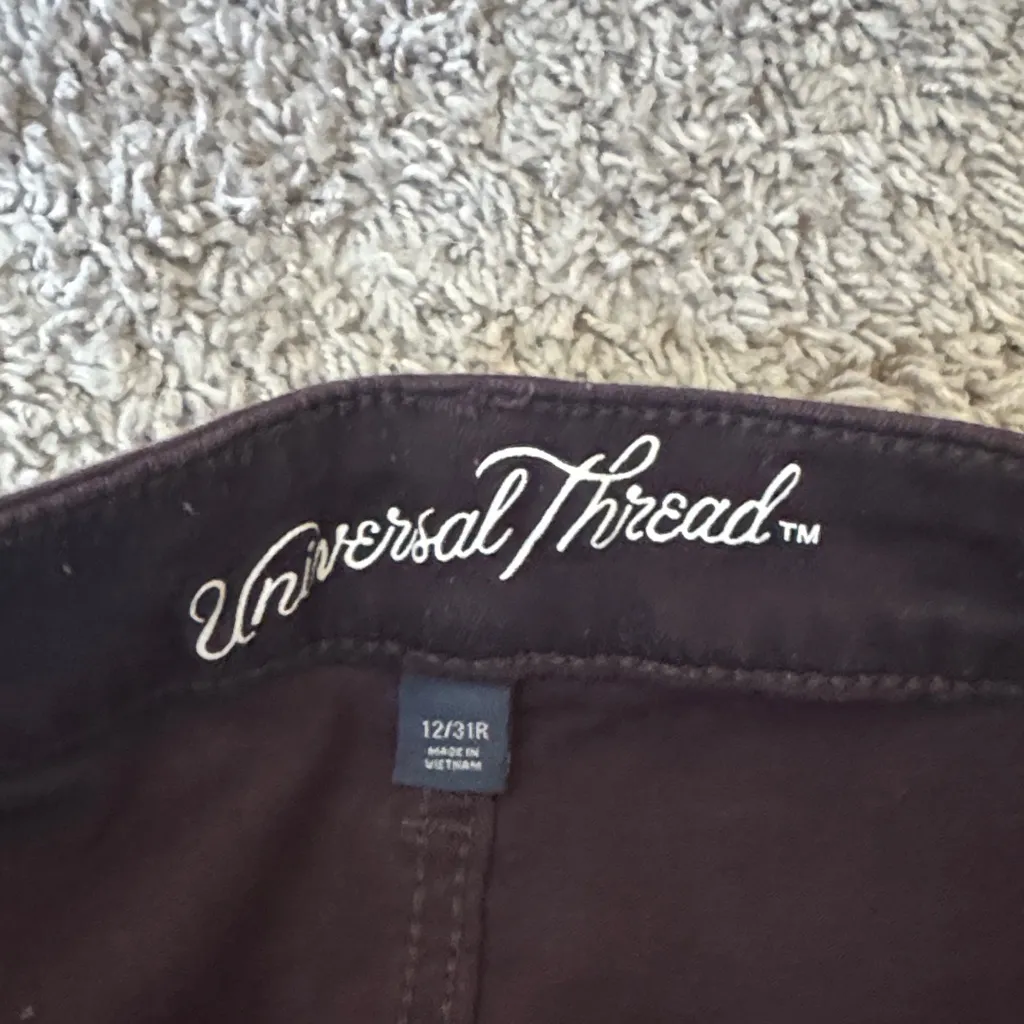 Universal Thread™
12/31R
MADE IN
VIETNAM